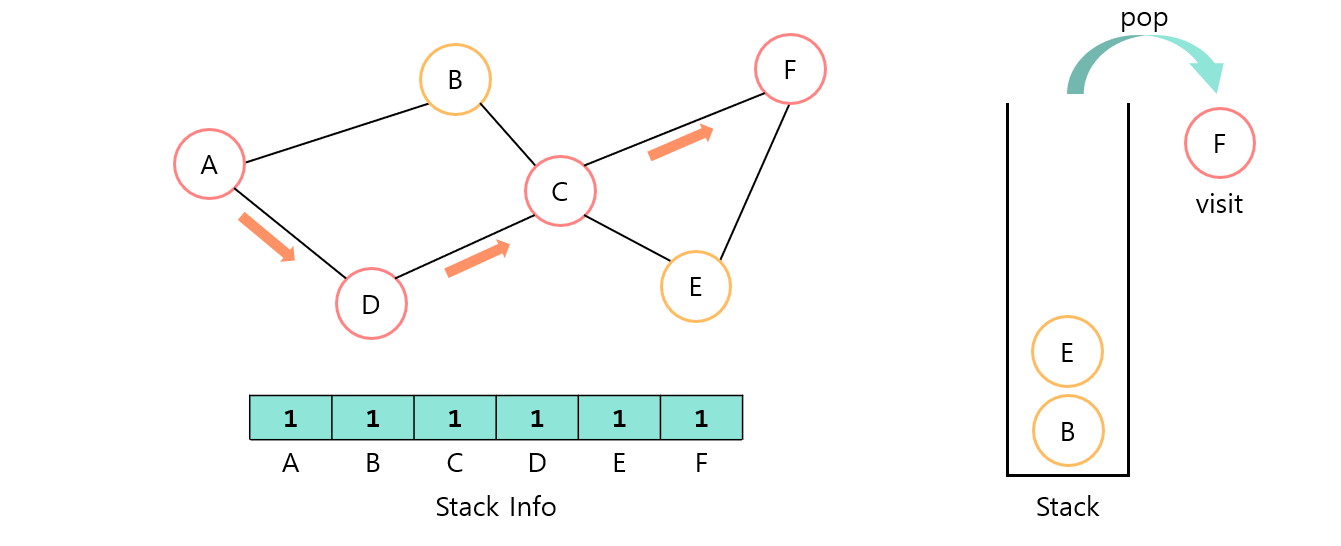 pop
B
F
A
C
F
visit
D
E
E
B
1 1 1 1 1 1
A B C D E F
Stack Info
Stack